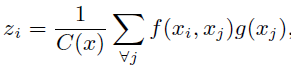 z_i = \frac{1}{C(x)} \sum_{\forall j} f(x_i, x_j) g(x_j),